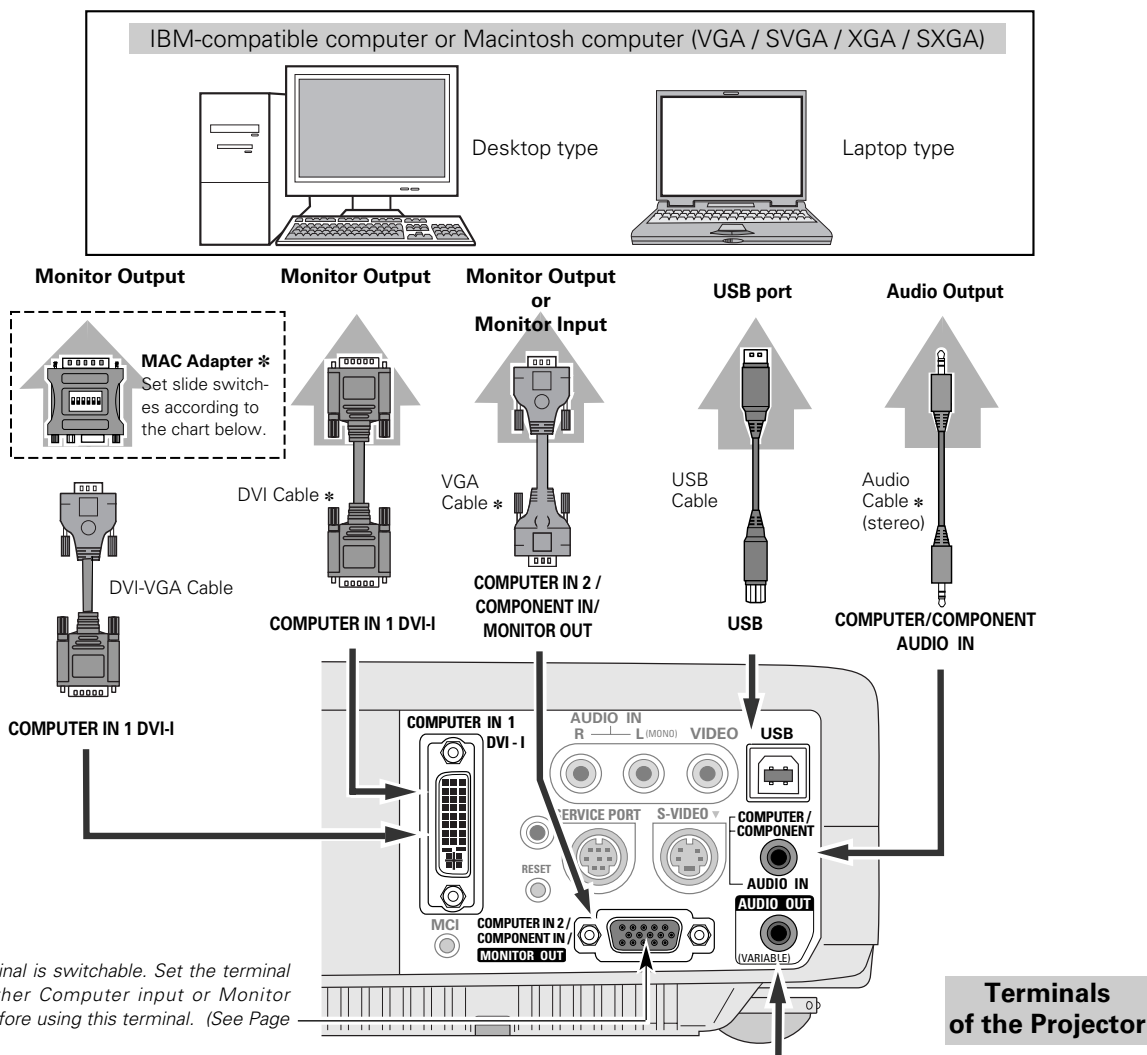 IBM-compatible computer or Macintosh computer (VGA / SVGA / XGA / SXGA)
Desktop type
Laptop type
Monitor Output
Monitor Output
Monitor Output
or
Monitor Input
USB port
Audio Output
MAC Adapter ✻
Set slide switch-
es according to
the chart below.
DVI Cable ✻
VGA
Cable ✻
USB
Cable
Audio
Cable ✻
(stereo)
DVI-VGA Cable
COMPUTER IN 1 DVI-I
COMPUTER IN 1 DVI-I
COMPUTER IN 2 /
COMPONENT IN/
MONITOR OUT
USB
COMPUTER/COMPONENT
AUDIO IN
COMPUTER IN 1
DVI - I
AUDIO IN
R L (MONO) VIDEO
USB
SERVICE PORT
S-VIDEO ▼
COMPUTER /
COMPONENT
AUDIO IN
RESET
MCI
COMPUTER IN 2 /
COMPONENT IN /
MONITOR OUT
AUDIO OUT
(VARIABLE)
inal is switchable. Set the terminal
ther Computer input or Monitor
fore using this terminal. (See Page
Terminals
of the Projector